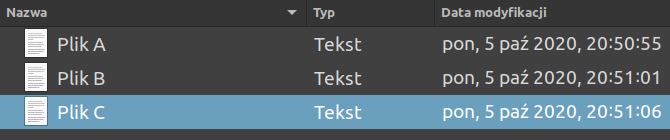 Nazwa Typ Data modyfikacji
Plik A Tekst pon, 5 paź 2020, 20:50:55
Plik B Tekst pon, 5 paź 2020, 20:51:01
Plik C Tekst pon, 5 paź 2020, 20:51:06